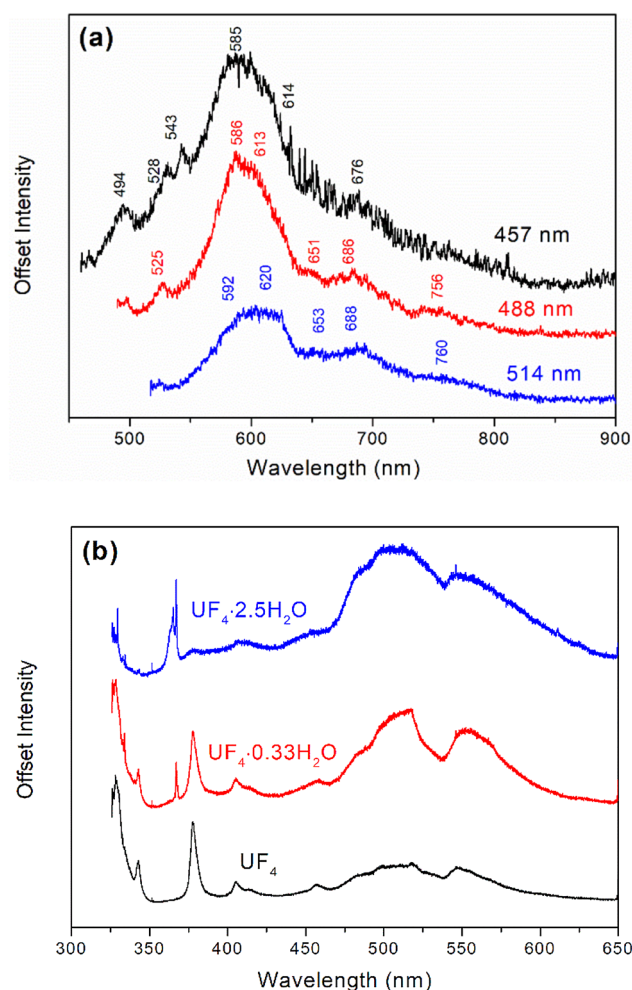 (a)
585
614
543
528
494
586
613
676
457 nm
525
651
686
756
488 nm
592
620
653
688
760
514 nm
Offset Intensity
500 600 700 800 900
Wavelength (nm)
(b)
UF₄·2.5H₂O
UF₄·0.33H₂O
UF₄
Offset Intensity
300 350 400 450 500 550 600 650
Wavelength (nm)